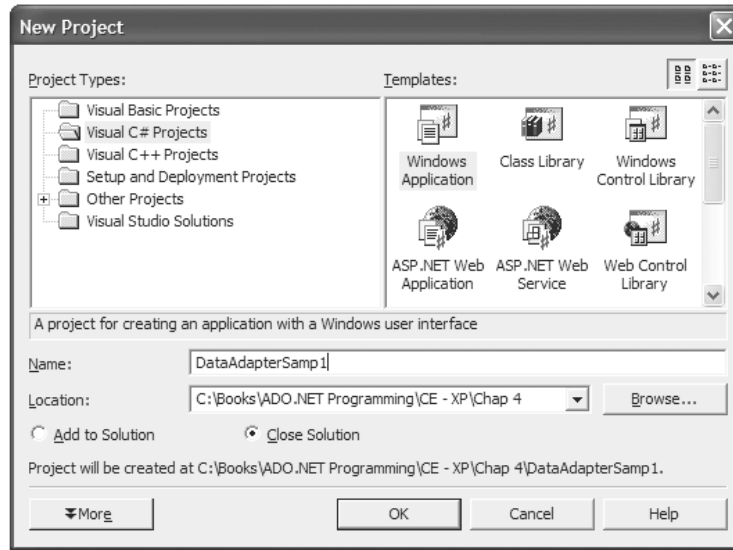 New Project
Project Types:
Templates:
Visual Basic Projects
Visual C# Projects
Visual C++ Projects
Setup and Deployment Projects
Other Projects
Visual Studio Solutions
Windows Application
Class Library
Windows Control Library
ASP.NET Web Application
ASP.NET Web Service
Web Control Library
A project for creating an application with a Windows user interface
Name:
DataAdapterSamp1
Location:
C:\Books\ADO.NET Programming\CE - XP\Chap 4
Browse...
Add to Solution
Close Solution
Project will be created at C:\Books\ADO.NET Programming\CE - XP\Chap 4\DataAdapterSamp1.
More
OK
Cancel
Help